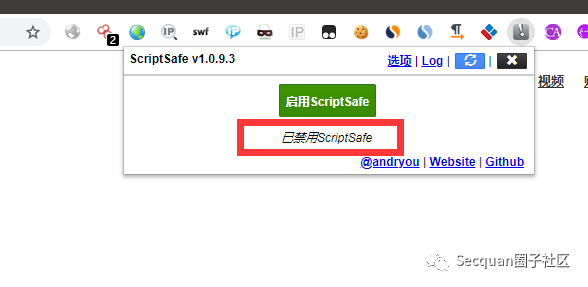 2
IP
swf
IP
CA
ScriptSafe v1.0.9.3
选项 | Log | |
视频
启用ScriptSafe
已禁用ScriptSafe
@andryou | Website | Github
Secquan圈子社区